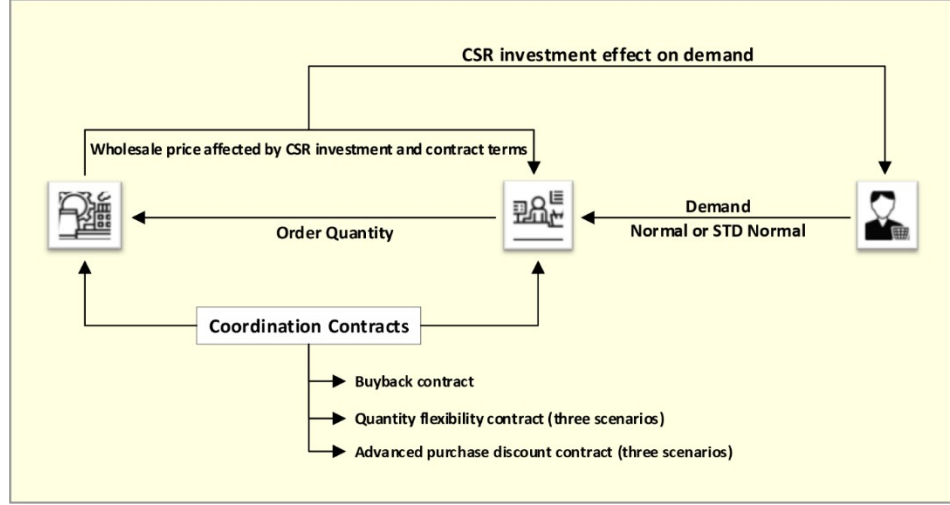 CSR investment effect on demand
Wholesale price affected by CSR investment and contract terms
Order Quantity
Demand
Normal or STD Normal
Coordination Contracts
Buyback contract
Quantity flexibility contract (three scenarios)
Advanced purchase discount contract (three scenarios)